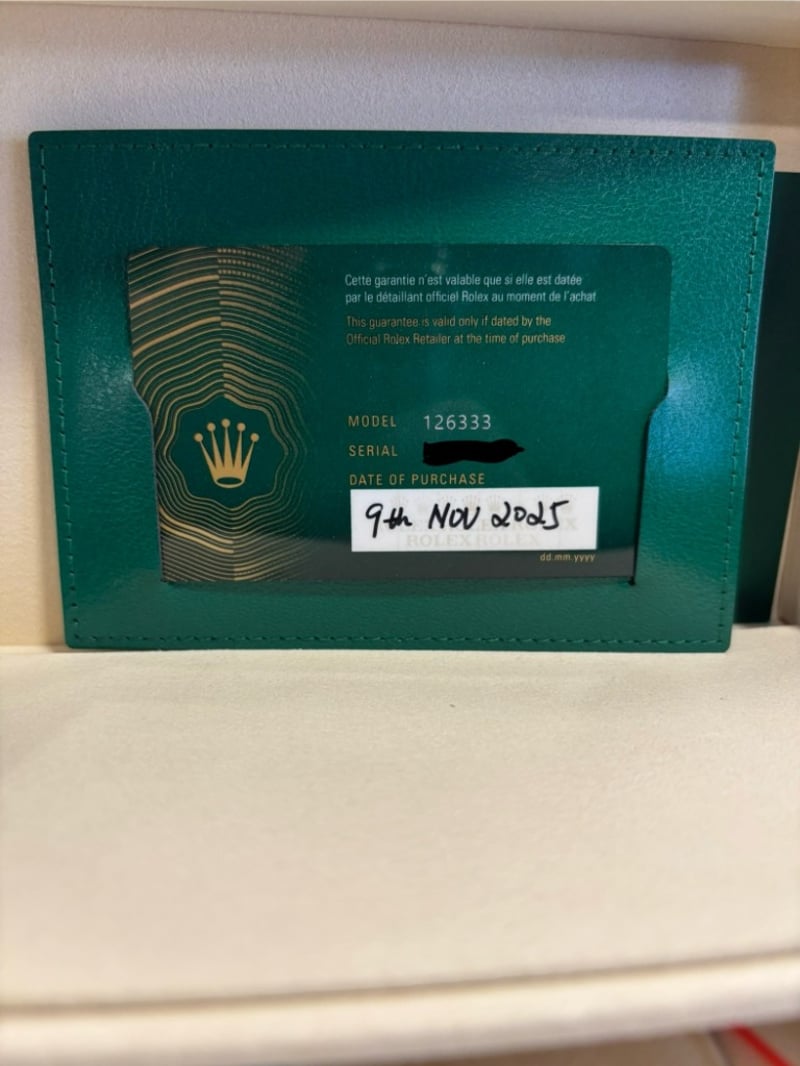 Cette garantie n'est valable que si elle est datée
par le détaillant officiel Rolex au moment de l'achat
This guarantee is valid only if dated by the
Official Rolex Retailer at the time of purchase
MODEL 126333
SERIAL
DATE OF PURCHASE
9th NOV 2025
ROLEX ROLEX
dd.mm.yyyy